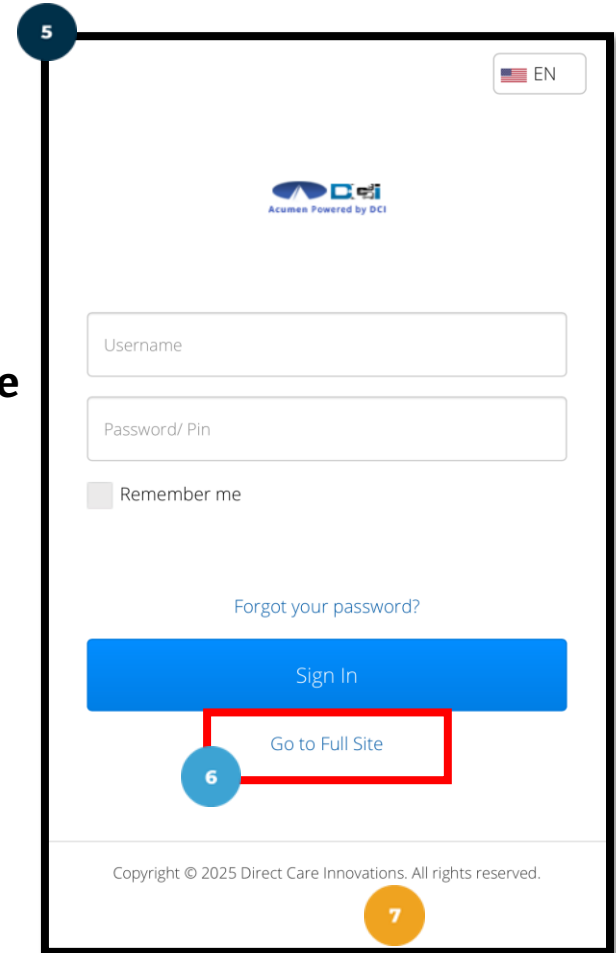 5
EN
DCI
Acumen Powered by DCI
Username
e
Password/ Pin
Remember me
Forgot your password?
Sign In
Go to Full Site
6
Copyright © 2025 Direct Care Innovations. All rights reserved.
7